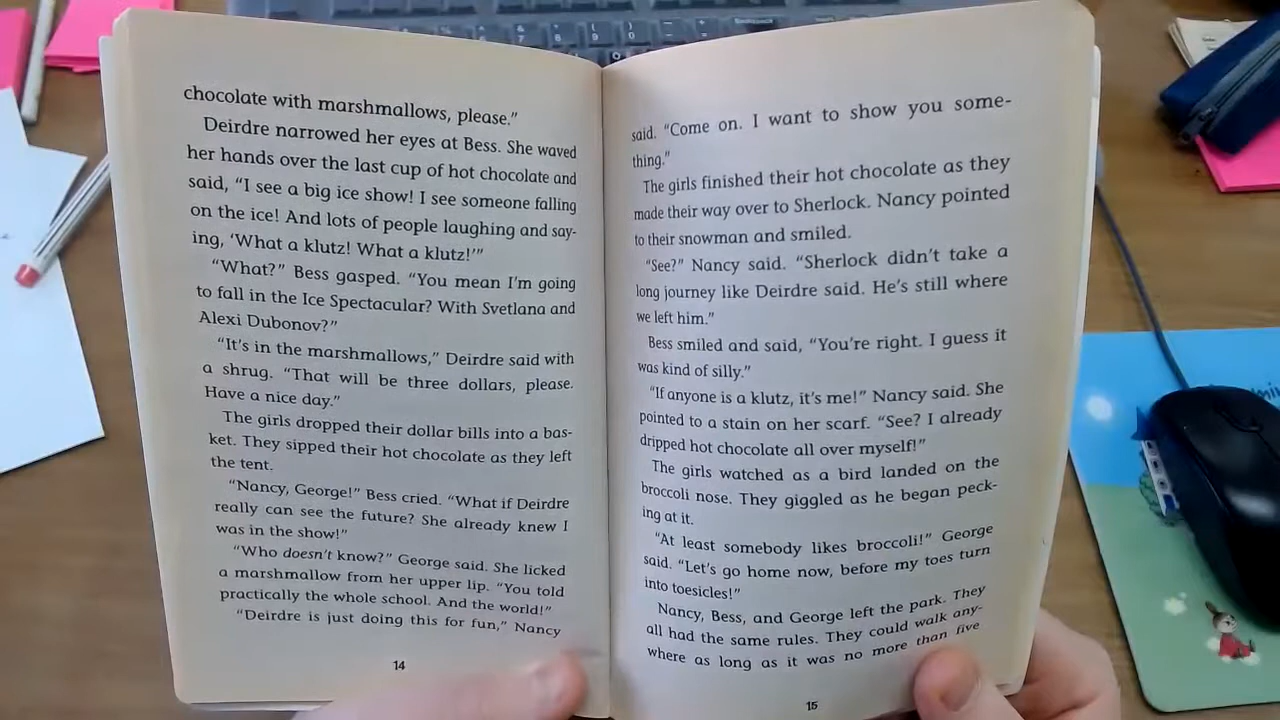 chocolate with marshmallows, please.”
Deirdre narrowed her eyes at Bess. She waved
her hands over the last cup of hot chocolate and
said, “I see a big ice show! I see someone falling
on the ice! And lots of people laughing and say-
ing, ‘What a klutz! What a klutz!’”
“What?” Bess gasped. “You mean I’m going
to fall in the Ice Spectacular? With Svetlana and
Alexi Dubonov?”
“It’s in the marshmallows,” Deirdre said with
a shrug. “That will be three dollars, please.
Have a nice day.”
The girls dropped their dollar bills into a bas-
ket. They sipped their hot chocolate as they left
the tent.
“Nancy, George!” Bess cried. “What if Deirdre
really can see the future? She already knew I
was in the show!”
“Who doesn’t know?” George said. She licked
a marshmallow from her upper lip. “You told
practically the whole school. And the world!”
“Deirdre is just doing this for fun,” Nancy
14
said. “Come on. I want to show you some-
thing.”
The girls finished their hot chocolate as they
made their way over to Sherlock. Nancy pointed
to their snowman and smiled.
“See?” Nancy said. “Sherlock didn’t take a
long journey like Deirdre said. He’s still where
we left him.”
Bess smiled and said, “You’re right. I guess it
was kind of silly.”
“If anyone is a klutz, it’s me!” Nancy said. She
pointed to a stain on her scarf. “See? I already
dripped hot chocolate all over myself!”
The girls watched as a bird landed on the
broccoli nose. They giggled as he began peck-
ing at it.
“At least somebody likes broccoli!” George
said. “Let’s go home now, before my toes turn
into toesicles!”
Nancy, Bess, and George left the park. They
all had the same rules. They could walk any-
where as long as it was no more than five
15